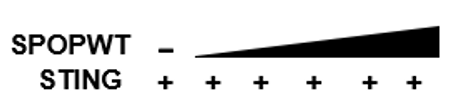 SPOPWT –
STING + + + + + +